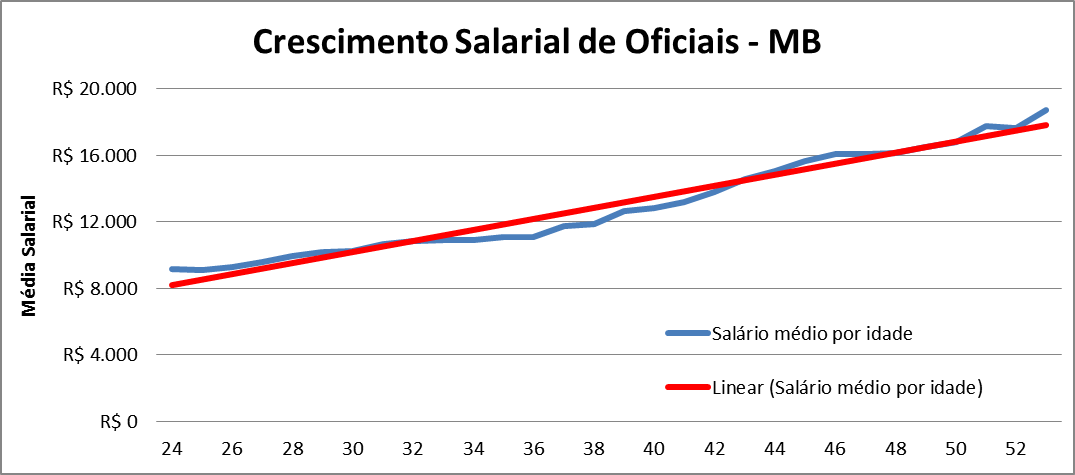 Crescimento Salarial de Oficiais - MB
Média Salarial
R$ 20.000
R$ 16.000
R$ 12.000
R$ 8.000
R$ 4.000
R$ 0
Salário médio por idade
Linear (Salário médio por idade)
24 26 28 30 32 34 36 38 40 42 44 46 48 50 52